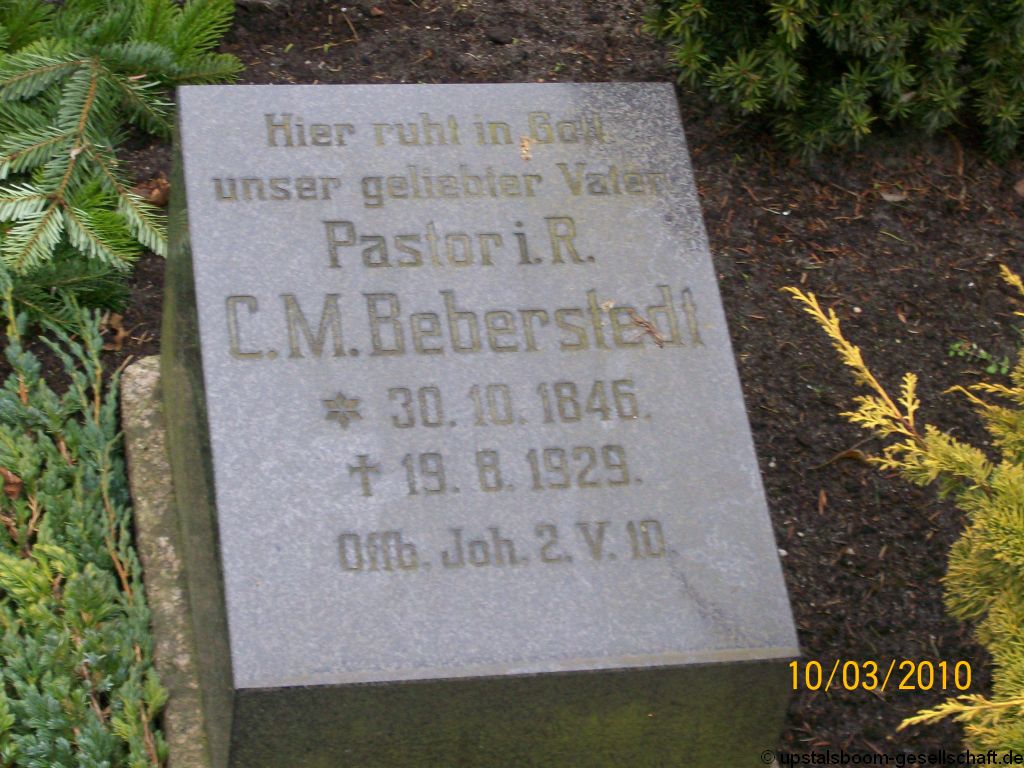 Hier ruht in Gott
unser geliebter Vater
Pastor i. R.
C. M. Beberstedt
* 30. 10. 1846.
† 19. 8. 1929.
Offb. Joh. 2. V. 10.
10/03/2010
© upstalsboom-gesellschaft.de